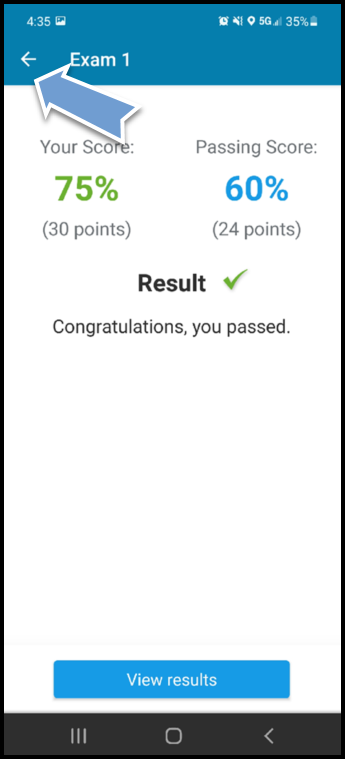 4:35 5G 35%
Exam 1
Your Score: Passing Score:
75% 60%
(30 points) (24 points)
Result
Congratulations, you passed.
View results